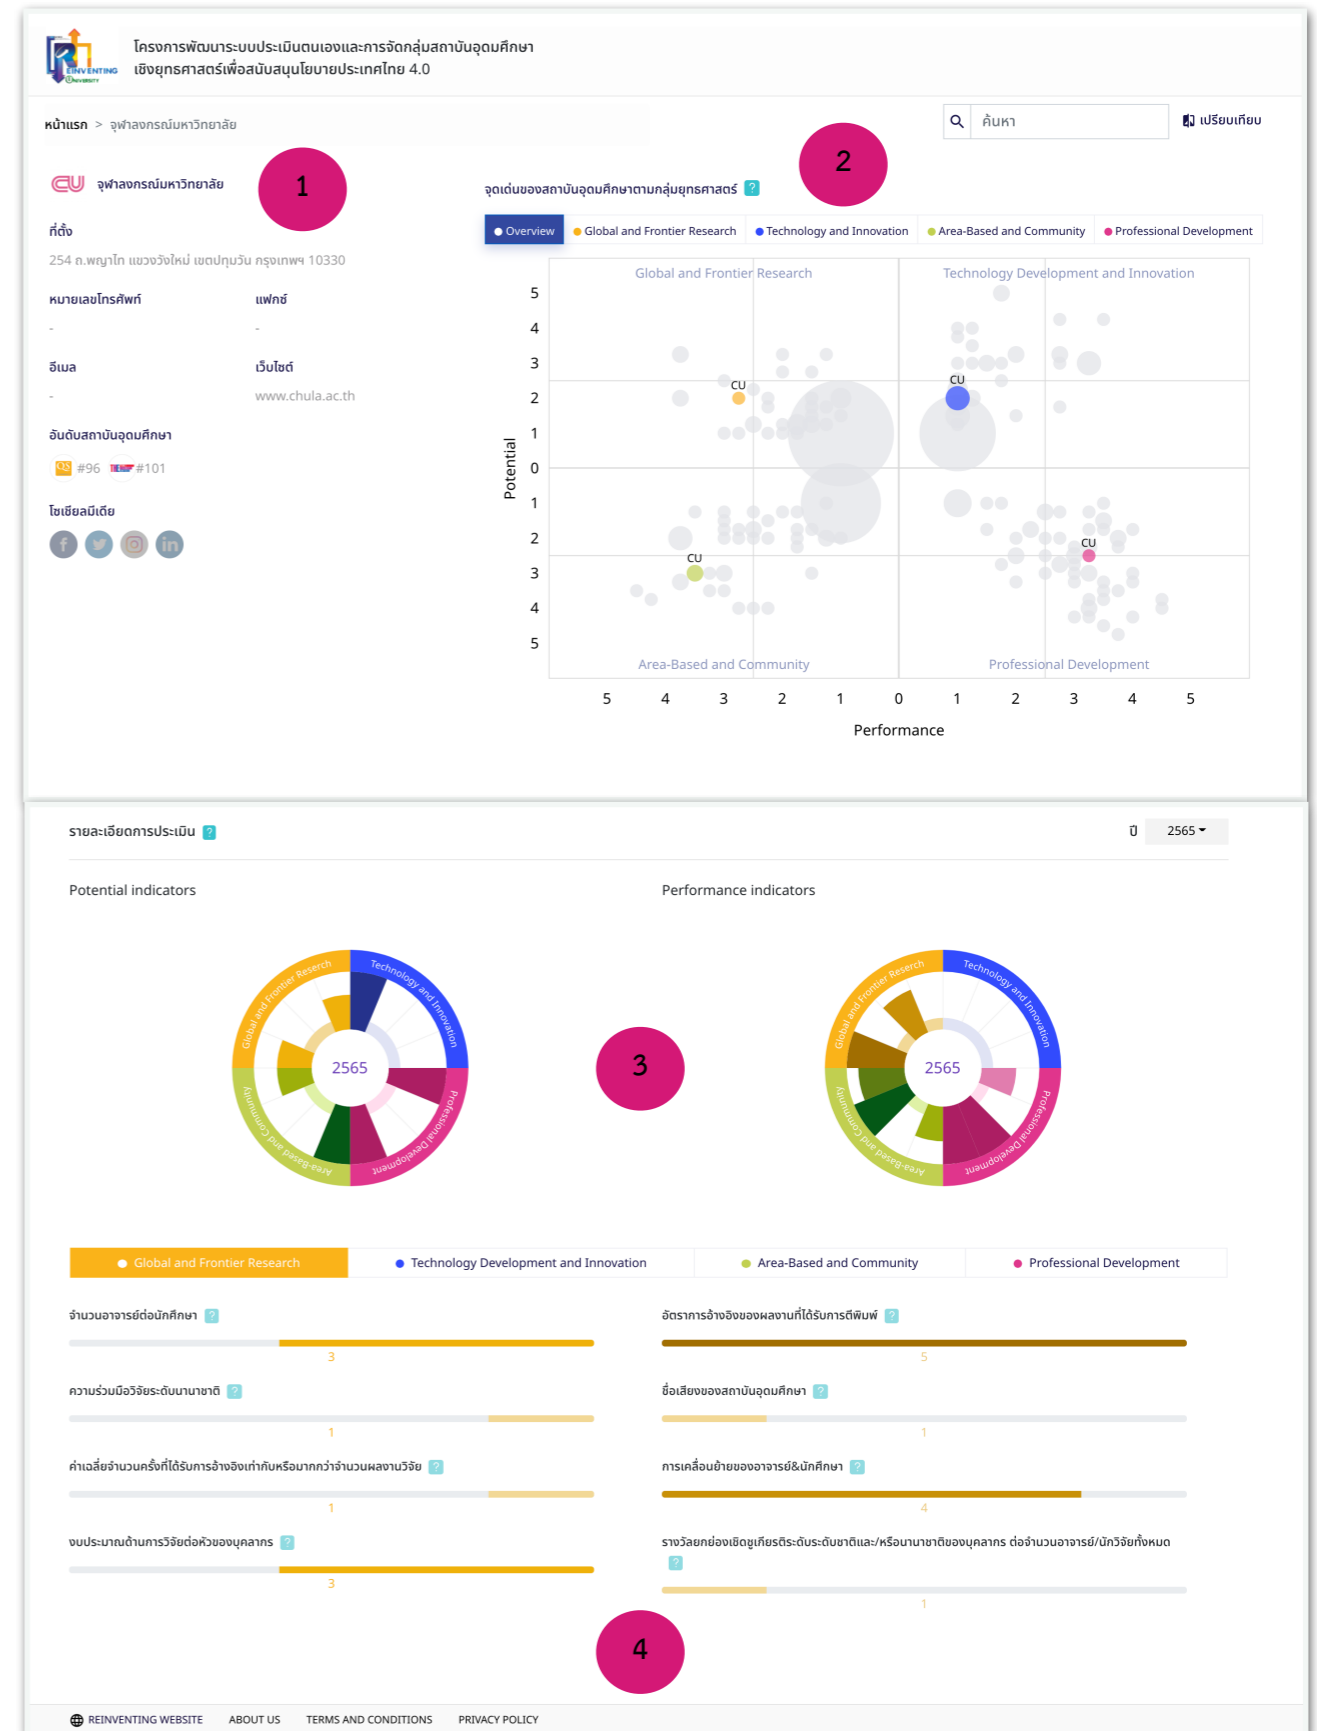 REINVENTING
UNIVERSITY
โครงการพัฒนาระบบประเมินตนเองและการจัดกลุ่มสถาบันอุดมศึกษา
เชิงยุทธศาสตร์เพื่อสนับสนุนโยบายประเทศไทย 4.0
หน้าแรก > จุฬาลงกรณ์มหาวิทยาลัย
ค้นหา
เปรียบเทียบ
1
2
CU จุฬาลงกรณ์มหาวิทยาลัย
ที่ตั้ง
254 ถ.พญาไท แขวงวังใหม่ เขตปทุมวัน กรุงเทพฯ 10330
หมายเลขโทรศัพท์ แฟกซ์
- -
อีเมล เว็บไซต์
- www.chula.ac.th
อันดับสถาบันอุดมศึกษา
QS #96 #101
โซเชียลมีเดีย
จุดเด่นของสถาบันอุดมศึกษาตามกลุ่มยุทธศาสตร์ ?
Overview Global and Frontier Research Technology and Innovation Area-Based and Community Professional Development
Global and Frontier Research Technology Development and Innovation
5
4
3
2
1
0
1
2
3
4
5
Potential
CU
CU
CU
CU
Area-Based and Community Professional Development
5 4 3 2 1 0 1 2 3 4 5
Performance
รายละเอียดการประเมิน ? ปี 2565
Potential indicators Performance indicators
Global and Frontier Reserch
Technology and Innovation
Area-Based and Community
Professional Development
2565
3
Global and Frontier Reserch
Technology and Innovation
Area-Based and Community
Professional Development
2565
Global and Frontier Research Technology Development and Innovation Area-Based and Community Professional Development
จำนวนอาจารย์ต่อนักศึกษา ? อัตราการอ้างอิงของผลงานที่ได้รับการตีพิมพ์ ?
3 5
ความร่วมมือวิจัยระดับนานาชาติ ? ชื่อเสียงของสถาบันอุดมศึกษา ?
1 1
ค่าเฉลี่ยจำนวนครั้งที่ได้รับการอ้างอิงเท่ากับหรือมากกว่าจำนวนผลงานวิจัย ? การเคลื่อนย้ายของอาจารย์&นักศึกษา ?
1 4
งบประมาณด้านการวิจัยต่อหัวของบุคลากร ? รางวัลยกย่องเชิดชูเกียรติระดับระดับชาติและ/หรือนานาชาติของบุคลากร ต่อจำนวนอาจารย์/นักวิจัยทั้งหมด
?
3 1
4
REINVENTING WEBSITE ABOUT US TERMS AND CONDITIONS PRIVACY POLICY